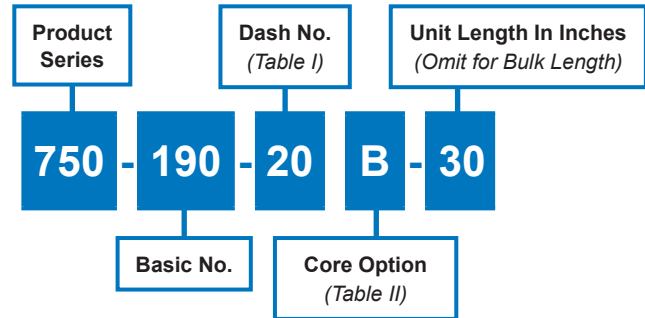 Product Series
Dash No.
(Table I)
Unit Length In Inches
(Omit for Bulk Length)
750 - 190 - 20 B - 30
Basic No.
Core Option
(Table II)